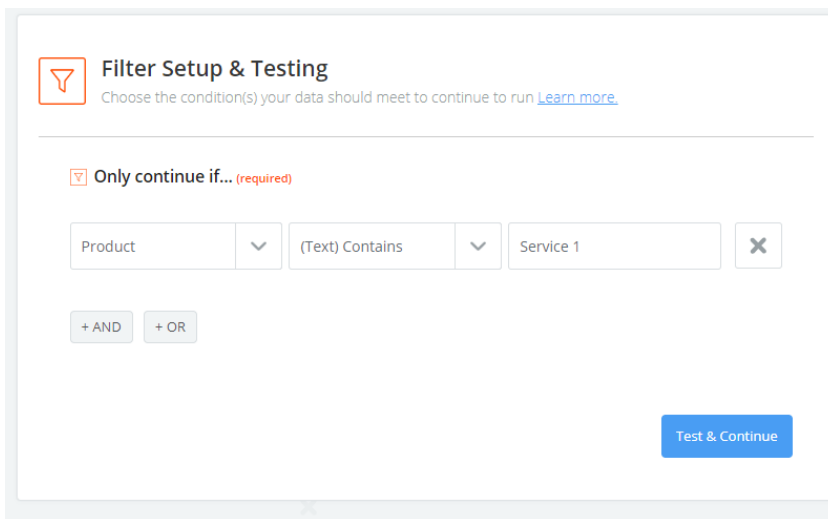 Filter Setup & Testing
Choose the condition(s) your data should meet to continue to run Learn more.
Only continue if... (required)
Product (Text) Contains Service 1
+ AND + OR
Test & Continue